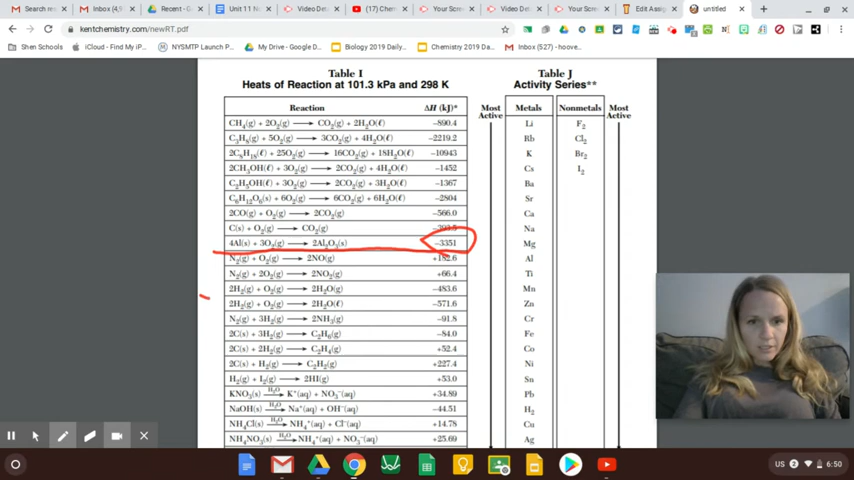 Search res
Inbox (4,9
Recent - G
Unit 11 N
Video Det
(17) Chem
Your Scree
Video Det
Your Scree
Edit Assig
untitled
kentchemistry.com/newRT.pdf
Shen Schools
iCloud - Find My iP...
NYSMTP Launch P...
My Drive - Google D...
Biology 2019 Daily...
Chemistry 2019 Dail...
Inbox (527) - hoove...
Table I
Heats of Reaction at 101.3 kPa and 298 K
Reaction ΔH (kJ)*
CH₄(g) + 2O₂(g) ⟶ CO₂(g) + 2H₂O(ℓ) −890.4
C₃H₈(g) + 5O₂(g) ⟶ 3CO₂(g) + 4H₂O(ℓ) −2219.2
2C₈H₁₈(ℓ) + 25O₂(g) ⟶ 16CO₂(g) + 18H₂O(ℓ) −10943
2CH₃OH(ℓ) + 3O₂(g) ⟶ 2CO₂(g) + 4H₂O(ℓ) −1452
C₂H₅OH(ℓ) + 3O₂(g) ⟶ 2CO₂(g) + 3H₂O(ℓ) −1367
C₆H₁₂O₆(s) + 6O₂(g) ⟶ 6CO₂(g) + 6H₂O(ℓ) −2804
2CO(g) + O₂(g) ⟶ 2CO₂(g) −566.0
C(s) + O₂(g) ⟶ CO₂(g) −393.5
4Al(s) + 3O₂(g) ⟶ 2Al₂O₃(s) −3351
N₂(g) + O₂(g) ⟶ 2NO(g) +182.6
N₂(g) + 2O₂(g) ⟶ 2NO₂(g) +66.4
2H₂(g) + O₂(g) ⟶ 2H₂O(g) −483.6
2H₂(g) + O₂(g) ⟶ 2H₂O(ℓ) −571.6
N₂(g) + 3H₂(g) ⟶ 2NH₃(g) −91.8
2C(s) + 3H₂(g) ⟶ C₂H₆(g) −84.0
2C(s) + 2H₂(g) ⟶ C₂H₄(g) +52.4
2C(s) + H₂(g) ⟶ C₂H₂(g) +227.4
H₂(g) + I₂(g) ⟶ 2HI(g) +53.0
KNO₃(s) H₂O⟶ K⁺(aq) + NO₃⁻(aq) +34.89
NaOH(s) H₂O⟶ Na⁺(aq) + OH⁻(aq) −44.51
NH₄Cl(s) H₂O⟶ NH₄⁺(aq) + Cl⁻(aq) +14.78
NH₄NO₃(s) H₂O⟶ NH₄⁺(aq) + NO₃⁻(aq) +25.69
Table J
Activity Series**
Most Active
Metals
Nonmetals
Most Active
Li F₂
Rb Cl₂
K Br₂
Cs I₂
Ba
Sr
Ca
Na
Mg
Al
Ti
Mn
Zn
Cr
Fe
Co
Ni
Sn
Pb
H₂
Cu
Ag
US 2 6:50